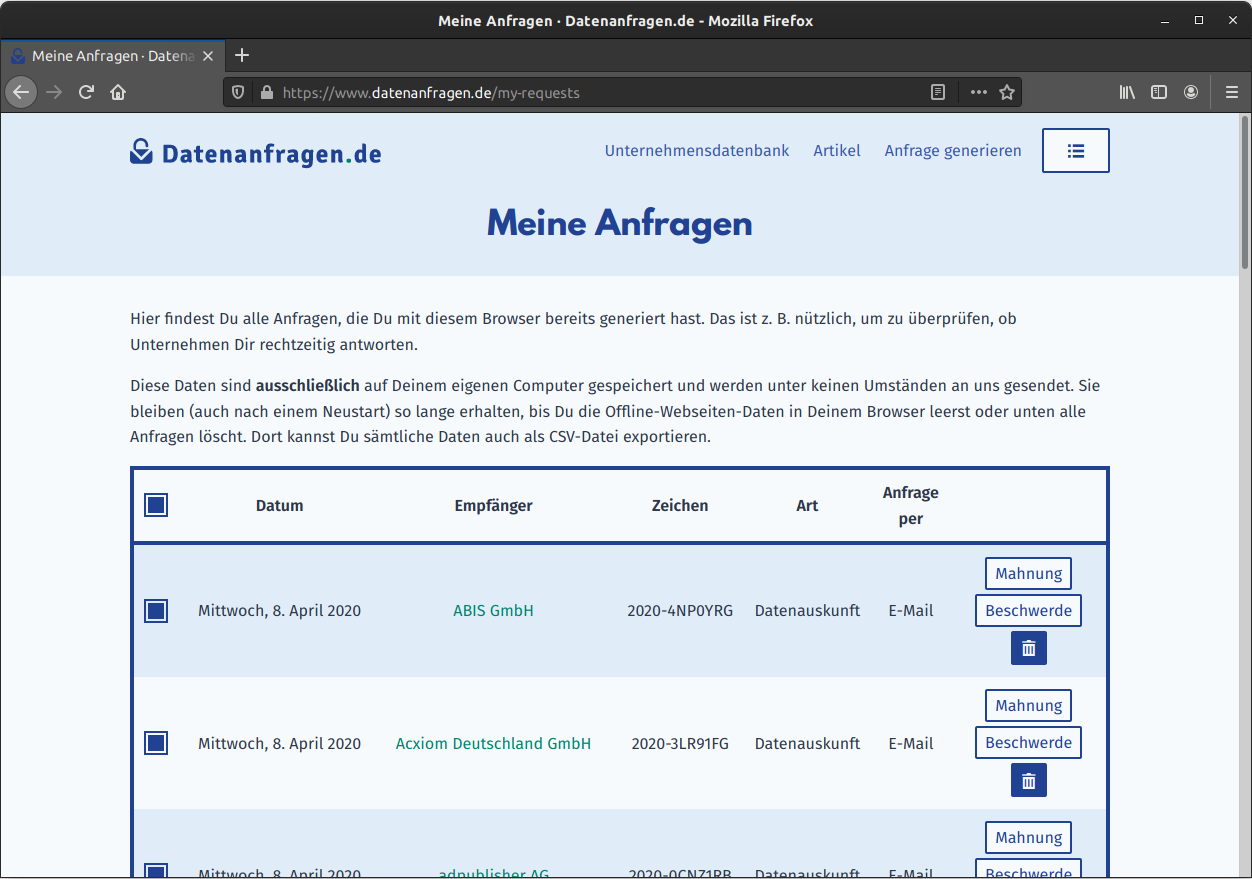 Meine Anfragen · Datenanfragen.de - Mozilla Firefox
Meine Anfragen · Datena
https://www.datenanfragen.de/my-requests
Datenanfragen.de
Unternehmensdatenbank Artikel Anfrage generieren
Meine Anfragen
Hier findest Du alle Anfragen, die Du mit diesem Browser bereits generiert hast. Das ist z. B. nützlich, um zu überprüfen, ob
Unternehmen Dir rechtzeitig antworten.
Diese Daten sind ausschließlich auf Deinem eigenen Computer gespeichert und werden unter keinen Umständen an uns gesendet. Sie
bleiben (auch nach einem Neustart) so lange erhalten, bis Du die Offline-Webseiten-Daten in Deinem Browser leerst oder unten alle
Anfragen löscht. Dort kannst Du sämtliche Daten auch als CSV-Datei exportieren.
Datum Empfänger Zeichen Art Anfrage
per
Mahnung
Mittwoch, 8. April 2020 ABIS GmbH 2020-4NP0YRG Datenauskunft E-Mail Beschwerde
Mahnung
Mittwoch, 8. April 2020 Acxiom Deutschland GmbH 2020-3LR91FG Datenauskunft E-Mail Beschwerde
Mahnung
Mittwoch, 8. April 2020 adpublisher AG 2020-0CNZ1RB Datenauskunft E-Mail Beschwerde